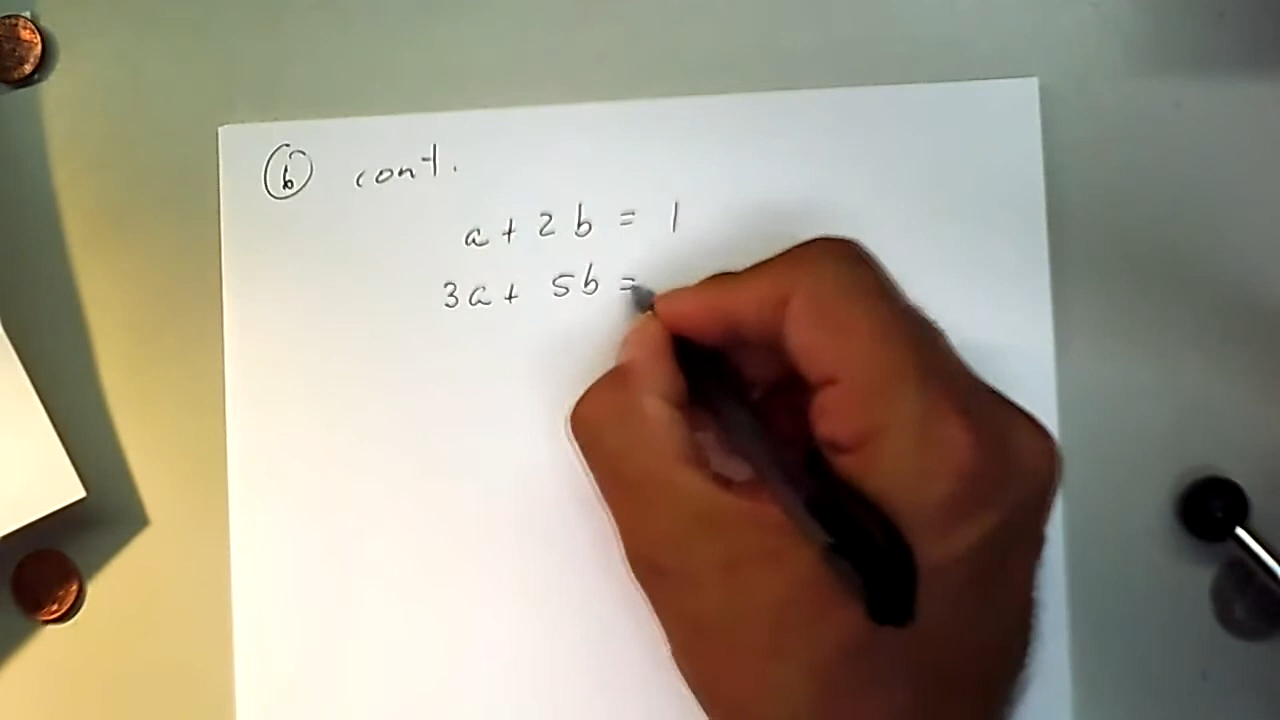 ⓑ cont.
a + 2b = 1
3a + 5b =